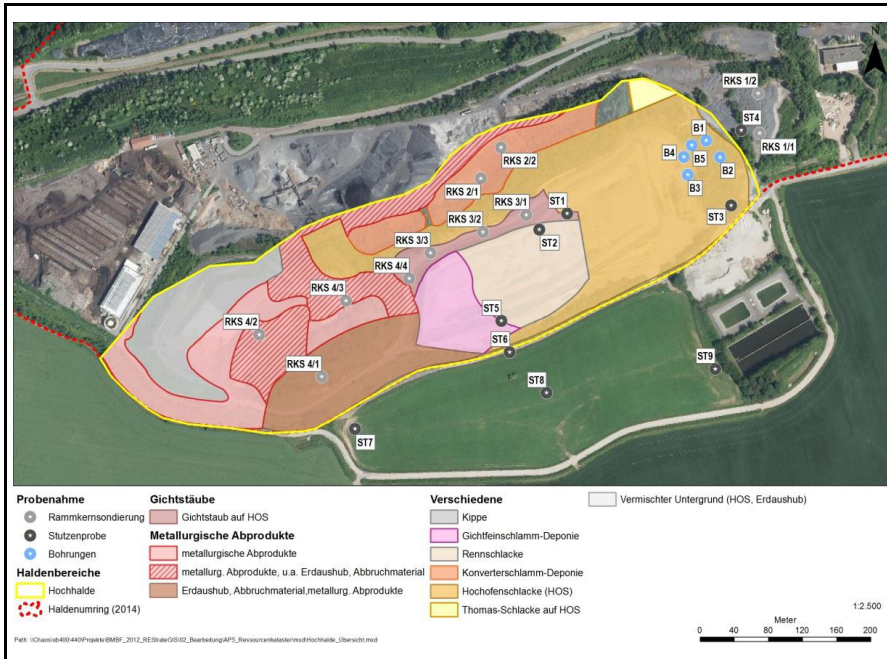 N
RKS 1/2
ST4
B1
RKS 1/1
RKS 2/2
B4
B5
B2
RKS 2/1
B3
RKS 3/1
ST1
ST3
RKS 3/2
ST2
RKS 3/3
RKS 4/4
RKS 4/3
ST5
RKS 4/2
ST6
RKS 4/1
ST9
ST8
ST7
Probenahme
Rammkernsondierung
Stutzenprobe
Bohrungen
Haldenbereiche
Hochhalde
Haldenumring (2014)
Gichtstäube
Gichtstaub auf HOS
Metallurgische Abprodukte
metallurgische Abprodukte
metallurg. Abprodukte, u.a. Erdaushub, Abbruchmaterial
Erdaushub, Abbruchmaterial,metallurg. Abprodukte
Verschiedene
Kippe
Gichtfeinschlamm-Deponie
Rennschlacke
Konverterschlamm-Deponie
Hochofenschlacke (HOS)
Thomas-Schlacke auf HOS
Vermischter Untergrund (HOS, Erdaushub)
1:2.500
Meter
0 40 80 120 160 200